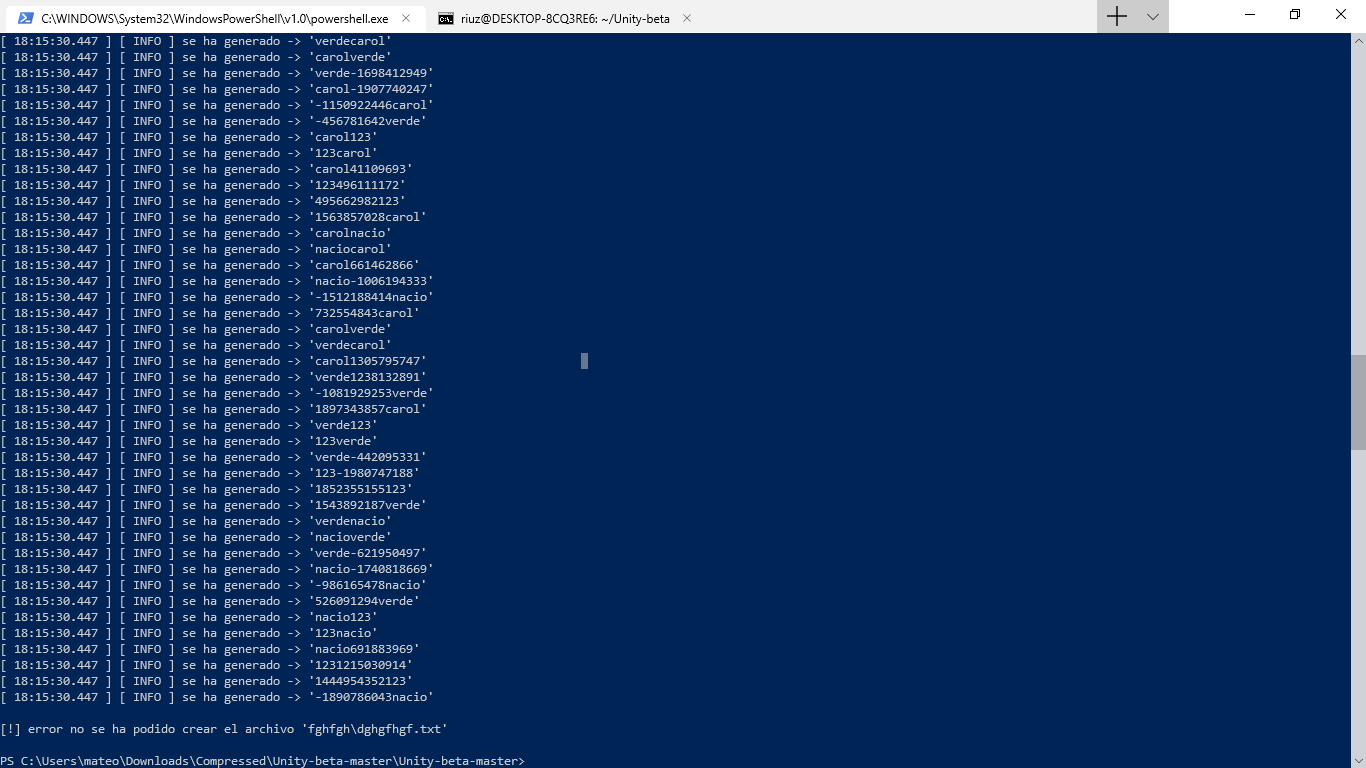 C:\WINDOWS\System32\WindowsPowerShell\v1.0\powershell.exe
riuz@DESKTOP-8CQ3RE6: ~/Unity-beta
[ 18:15:30.447 ] [ INFO ] se ha generado -> 'verdecarol'
[ 18:15:30.447 ] [ INFO ] se ha generado -> 'carolverde'
[ 18:15:30.447 ] [ INFO ] se ha generado -> 'verde-1698412949'
[ 18:15:30.447 ] [ INFO ] se ha generado -> 'carol-1907740247'
[ 18:15:30.447 ] [ INFO ] se ha generado -> '-1150922446carol'
[ 18:15:30.447 ] [ INFO ] se ha generado -> '-456781642verde'
[ 18:15:30.447 ] [ INFO ] se ha generado -> 'carol123'
[ 18:15:30.447 ] [ INFO ] se ha generado -> '123carol'
[ 18:15:30.447 ] [ INFO ] se ha generado -> 'carol41109693'
[ 18:15:30.447 ] [ INFO ] se ha generado -> '123496111172'
[ 18:15:30.447 ] [ INFO ] se ha generado -> '495662982123'
[ 18:15:30.447 ] [ INFO ] se ha generado -> '1563857028carol'
[ 18:15:30.447 ] [ INFO ] se ha generado -> 'carolnacio'
[ 18:15:30.447 ] [ INFO ] se ha generado -> 'naciocarol'
[ 18:15:30.447 ] [ INFO ] se ha generado -> 'carol661462866'
[ 18:15:30.447 ] [ INFO ] se ha generado -> 'nacio-1006194333'
[ 18:15:30.447 ] [ INFO ] se ha generado -> '-1512188414nacio'
[ 18:15:30.447 ] [ INFO ] se ha generado -> '732554843carol'
[ 18:15:30.447 ] [ INFO ] se ha generado -> 'carolverde'
[ 18:15:30.447 ] [ INFO ] se ha generado -> 'verdecarol'
[ 18:15:30.447 ] [ INFO ] se ha generado -> 'carol1305795747'
[ 18:15:30.447 ] [ INFO ] se ha generado -> 'verde1238132891'
[ 18:15:30.447 ] [ INFO ] se ha generado -> '-1081929253verde'
[ 18:15:30.447 ] [ INFO ] se ha generado -> '1897343857carol'
[ 18:15:30.447 ] [ INFO ] se ha generado -> 'verde123'
[ 18:15:30.447 ] [ INFO ] se ha generado -> '123verde'
[ 18:15:30.447 ] [ INFO ] se ha generado -> 'verde-442095331'
[ 18:15:30.447 ] [ INFO ] se ha generado -> '123-1980747188'
[ 18:15:30.447 ] [ INFO ] se ha generado -> '1852355155123'
[ 18:15:30.447 ] [ INFO ] se ha generado -> '1543892187verde'
[ 18:15:30.447 ] [ INFO ] se ha generado -> 'verdenacio'
[ 18:15:30.447 ] [ INFO ] se ha generado -> 'nacioverde'
[ 18:15:30.447 ] [ INFO ] se ha generado -> 'verde-621950497'
[ 18:15:30.447 ] [ INFO ] se ha generado -> 'nacio-1740818669'
[ 18:15:30.447 ] [ INFO ] se ha generado -> '-986165478nacio'
[ 18:15:30.447 ] [ INFO ] se ha generado -> '526091294verde'
[ 18:15:30.447 ] [ INFO ] se ha generado -> 'nacio123'
[ 18:15:30.447 ] [ INFO ] se ha generado -> '123nacio'
[ 18:15:30.447 ] [ INFO ] se ha generado -> 'nacio691883969'
[ 18:15:30.447 ] [ INFO ] se ha generado -> '1231215030914'
[ 18:15:30.447 ] [ INFO ] se ha generado -> '1444954352123'
[ 18:15:30.447 ] [ INFO ] se ha generado -> '-1890786043nacio'
[!] error no se ha podido crear el archivo 'fghfgh\dghgfhgf.txt'
PS C:\Users\mateo\Downloads\Compressed\Unity-beta-master\Unity-beta-master>